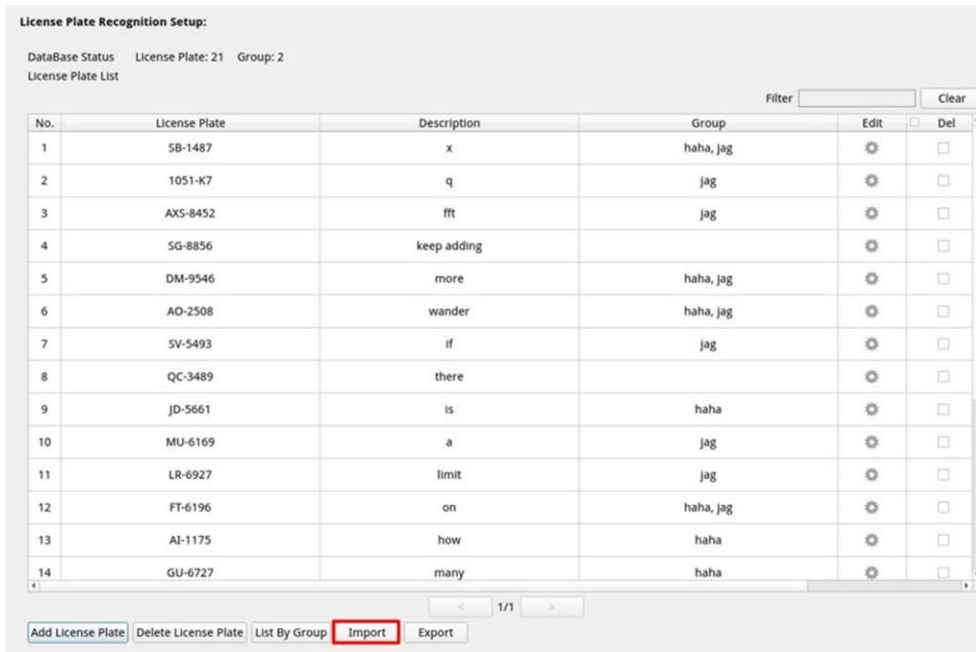 License Plate Recognition Setup:
DataBase Status License Plate: 21 Group: 2
License Plate List
Filter Clear
No. License Plate Description Group Edit Del
1 SB-1487 x haha, jag
2 1051-K7 q jag
3 AXS-8452 fft jag
4 SG-8856 keep adding
5 DM-9546 more haha, jag
6 AO-2508 wander haha, jag
7 SV-5493 if jag
8 QC-3489 there
9 JD-5661 is haha
10 MU-6169 a jag
11 LR-6927 limit jag
12 FT-6196 on haha, jag
13 AI-1175 how haha
14 GU-6727 many haha
< 1/1 >
Add License Plate Delete License Plate List By Group Import Export